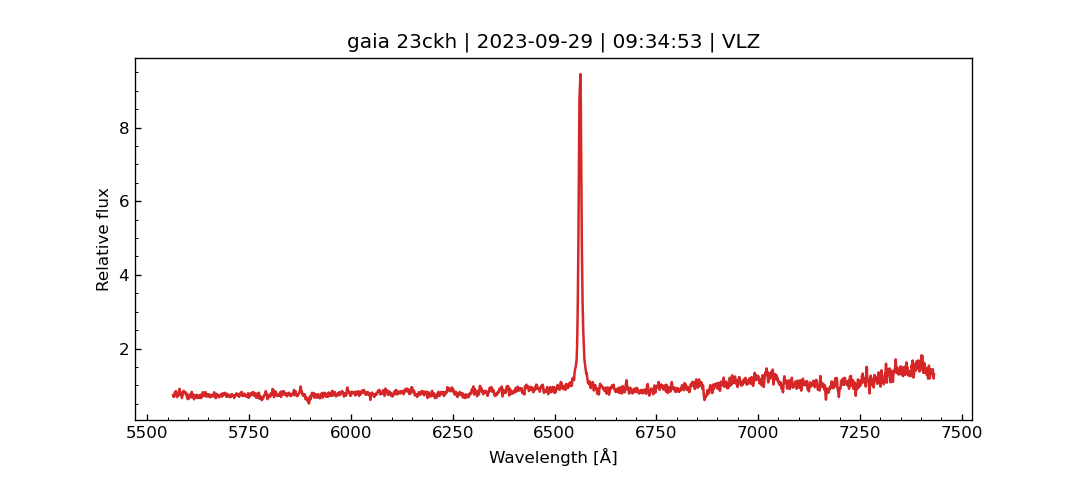 gaia 23ckh | 2023-09-29 | 09:34:53 | VLZ
8
6
4
2
Relative flux
5500 5750 6000 6250 6500 6750 7000 7250 7500
Wavelength [Å]